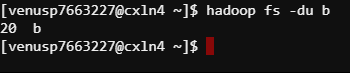 [venusp7663227@cxln4 ~]$ hadoop fs -du b
20  b
[venusp7663227@cxln4 ~]$